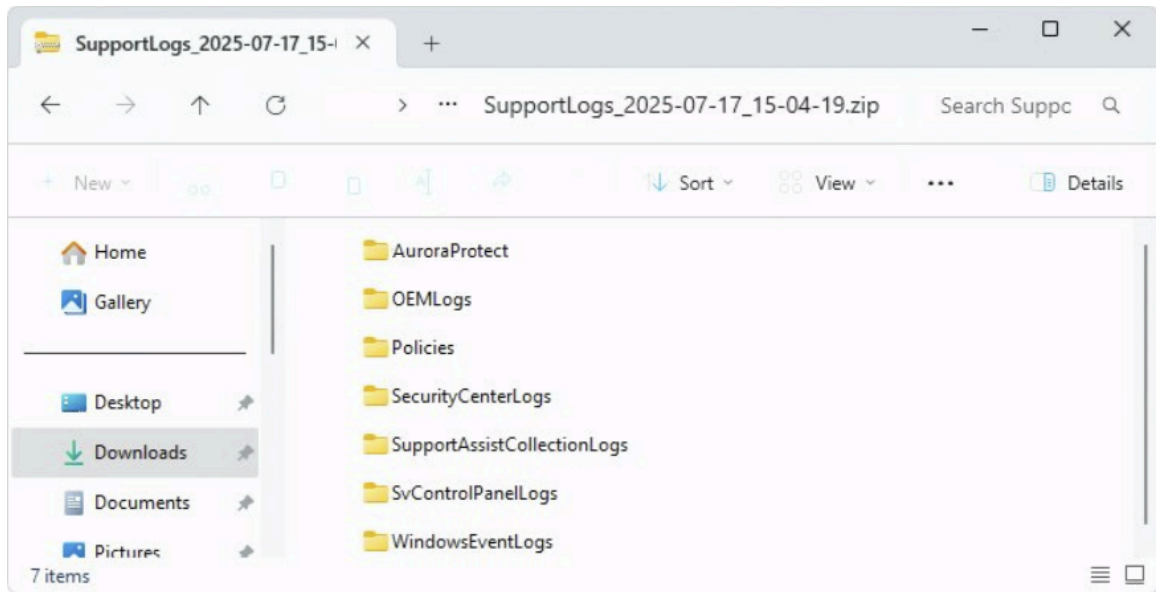 SupportLogs_2025-07-17_15-
SupportLogs_2025-07-17_15-04-19.zip
Search Suppc
New
Sort
View
Details
Home
Gallery
Desktop
Downloads
Documents
Pictures
AuroraProtect
OEMLogs
Policies
SecurityCenterLogs
SupportAssistCollectionLogs
SvControlPanelLogs
WindowsEventLogs
7 items